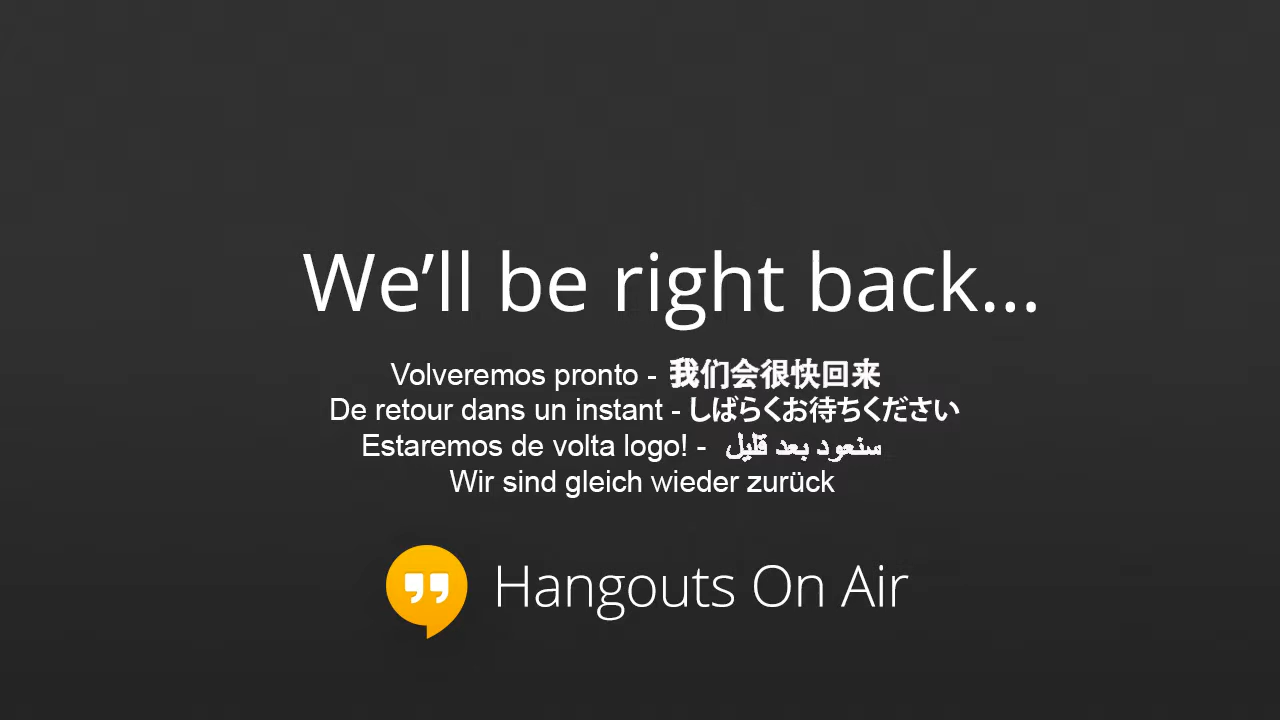 We’ll be right back...
Volveremos pronto - 我们会很快回来
De retour dans un instant - しばらくお待ちください
Estaremos de volta logo! - سنعود بعد قليل
Wir sind gleich wieder zurück
Hangouts On Air